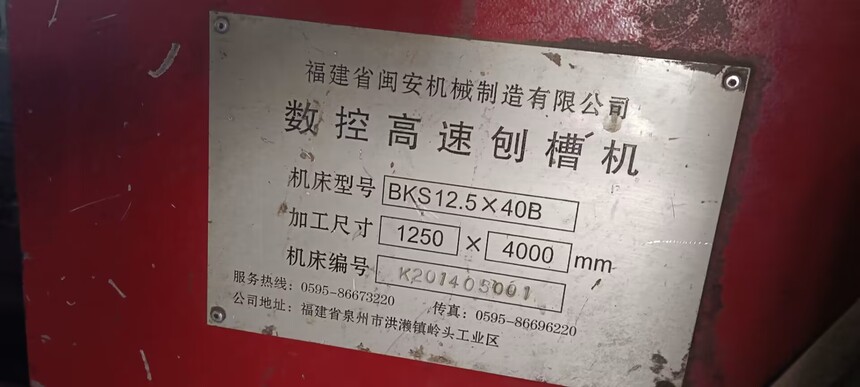 福建省闽安机械制造有限公司
数控高速刨槽机
机床型号 BKS12.5×40B
加工尺寸 1250 × 4000 mm
机床编号 K201405001
服务热线：0595-86673220 传真：0595-86696220
公司地址：福建省泉州市洪濑镇岭头工业区